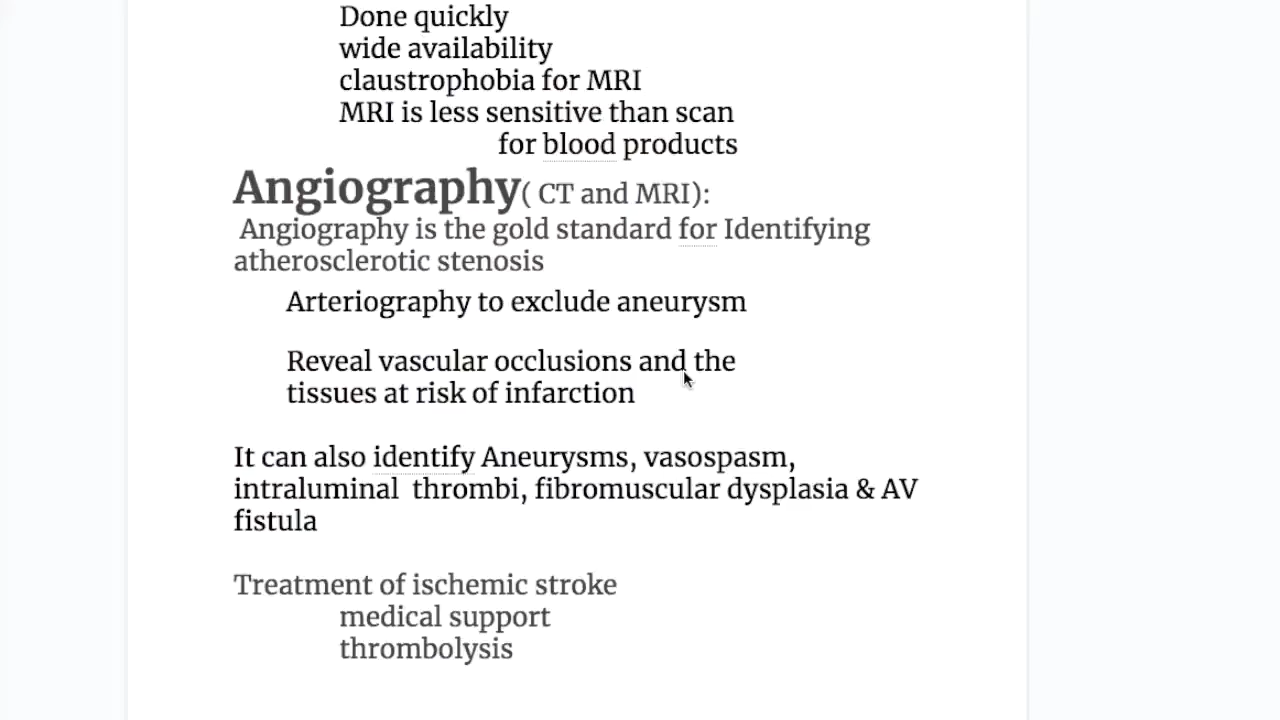 Done quickly
wide availability
claustrophobia for MRI
MRI is less sensitive than scan
for blood products
Angiography( CT and MRI):
Angiography is the gold standard for Identifying
atherosclerotic stenosis
Arteriography to exclude aneurysm
Reveal vascular occlusions and the
tissues at risk of infarction
It can also identify Aneurysms, vasospasm,
intraluminal  thrombi, fibromuscular dysplasia & AV
fistula
Treatment of ischemic stroke
medical support
thrombolysis